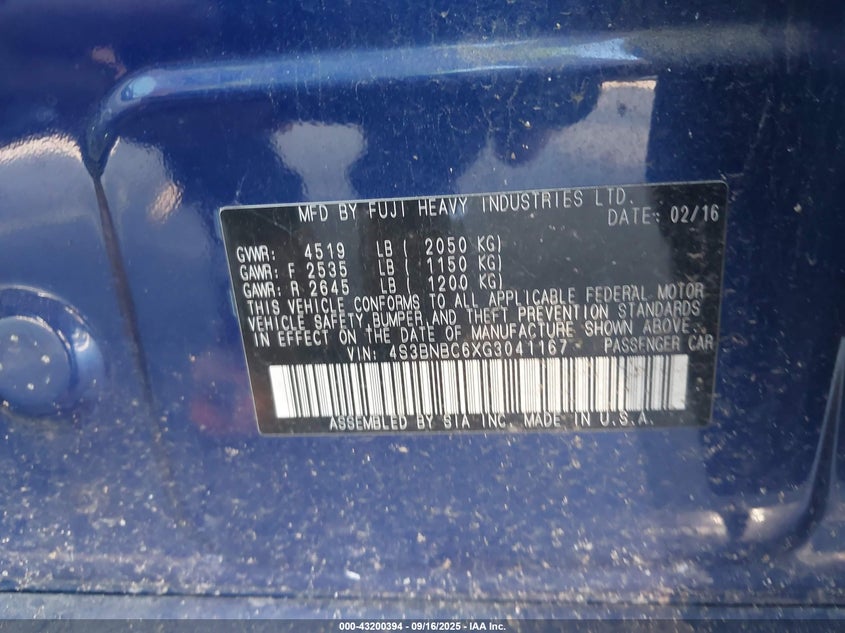 MFD BY FUJI HEAVY INDUSTRIES LTD.
DATE: 02/16
GVWR: 4519 LB ( 2050 KG)
GAWR: F 2535 LB ( 1150 KG)
GAWR: R 2645 LB ( 1200 KG)
THIS VEHICLE CONFORMS TO ALL APPLICABLE FEDERAL MOTOR
VEHICLE SAFETY,BUMPER,AND THEFT PREVENTION STANDARDS
IN EFFECT ON THE DATE OF MANUFACTURE SHOWN ABOVE.
VIN: 4S3BNBC6XG3041167 PASSENGER CAR
ASSEMBLED BY SIA INC. MADE IN U.S.A.
000-43200394 - 09/16/2025 - IAA Inc.